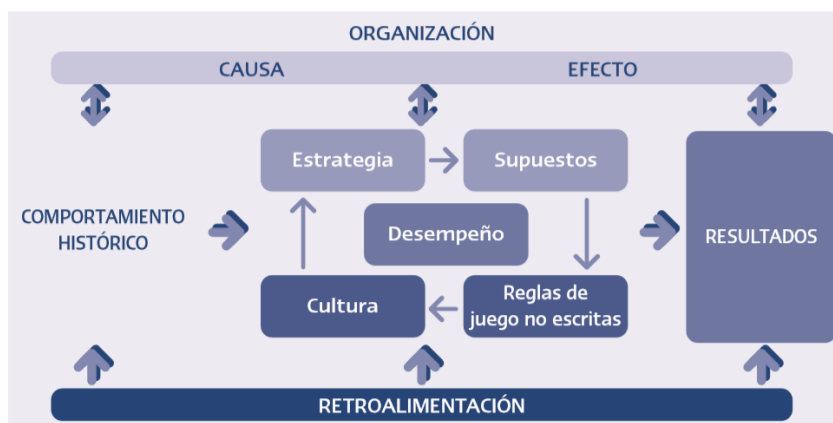 ORGANIZACIÓN
CAUSA
EFECTO
Estrategia
Supuestos
COMPORTAMIENTO
HISTÓRICO
Desempeño
RESULTADOS
Cultura
Reglas de
juego no escritas
RETROALIMENTACIÓN